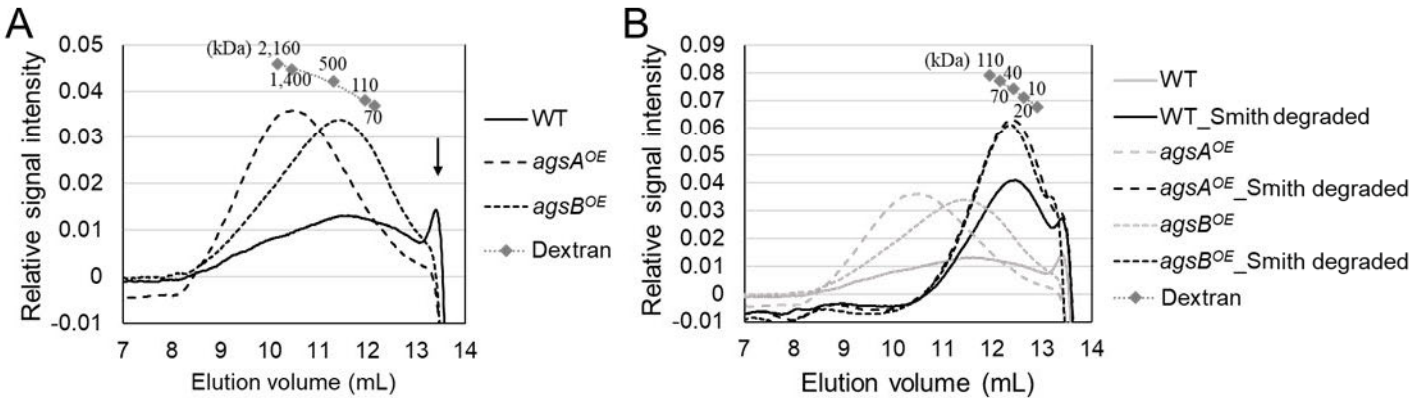 A
Relative signal intensity
0.05
0.04
0.03
0.02
0.01
0
-0.01
(kDa) 2,160
1,400
500
110
70
7 8 9 10 11 12 13 14
Elution volume (mL)
WT
agsA^OE
agsB^OE
Dextran
B
Relative signal intensity
0.09
0.08
0.07
0.06
0.05
0.04
0.03
0.02
0.01
0
-0.01
(kDa) 110
70
40
20
10
7 8 9 10 11 12 13 14
Elution volume (mL)
WT
WT_Smith degraded
agsA^OE
agsA^OE_Smith degraded
agsB^OE
agsB^OE_Smith degraded
Dextran